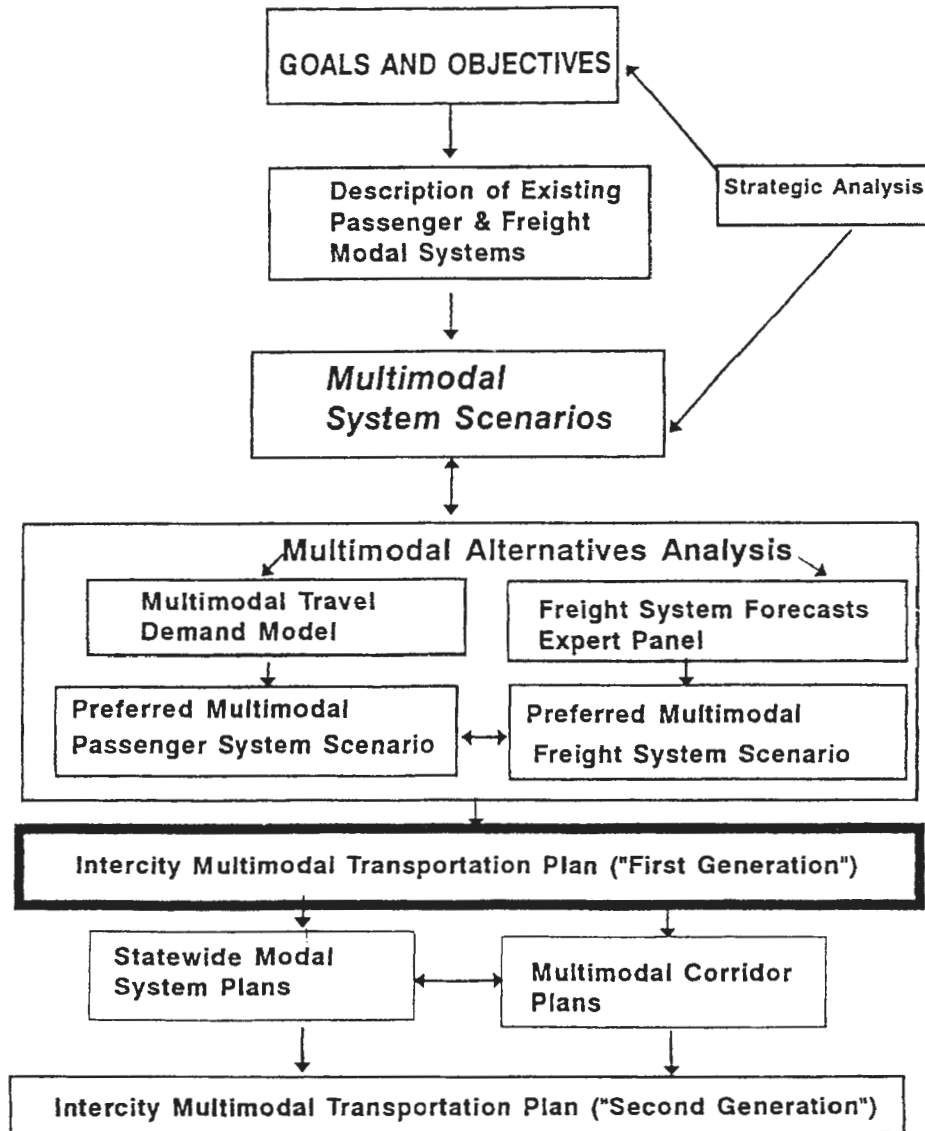 GOALS AND OBJECTIVES
Strategic Analysis
Description of Existing
Passenger & Freight
Modal Systems
Multimodal
System Scenarios
Multimodal Alternatives Analysis
Multimodal Travel
Demand Model
Freight System Forecasts
Expert Panel
Preferred Multimodal
Passenger System Scenario
Preferred Multimodal
Freight System Scenario
Intercity Multimodal Transportation Plan ("First Generation")
Statewide Modal
System Plans
Multimodal Corridor
Plans
Intercity Multimodal Transportation Plan ("Second Generation")